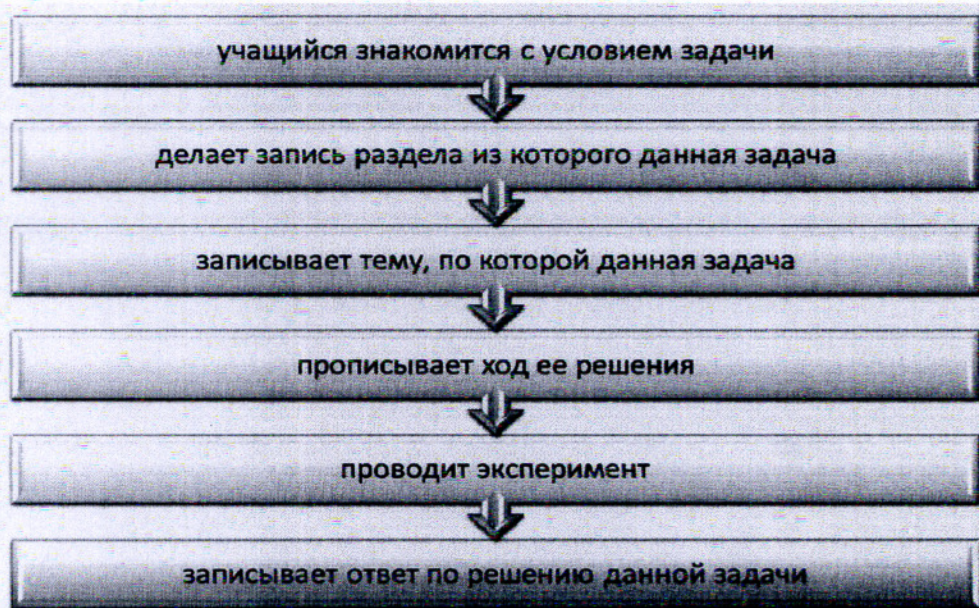 учащийся знакомится с условием задачи
делает запись раздела из которого данная задача
записывает тему, по которой данная задача
прописывает ход ее решения
проводит эксперимент
записывает ответ по решению данной задачи